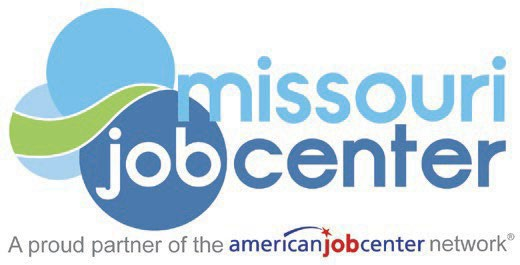 missouri
jobcenter
A proud partner of the americanjobcenter network®